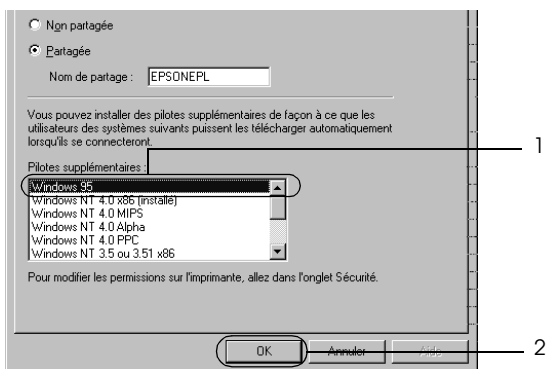 Non partagée
Partagée
Nom de partage : EPSONEPL
Vous pouvez installer des pilotes supplémentaires de façon à ce que les
utilisateurs des systèmes suivants puissent les télécharger automatiquement
lorsqu'ils se connecteront.
1
Pilotes supplémentaires :
Windows 95
Windows NT 4.0 x86 (installé)
Windows NT 4.0 MIPS
Windows NT 4.0 Alpha
Windows NT 4.0 PPC
Windows NT 3.5 ou 3.51 x86
Pour modifier les permissions sur l'imprimante, allez dans l'onglet Sécurité.
OK Annuler Aide 2